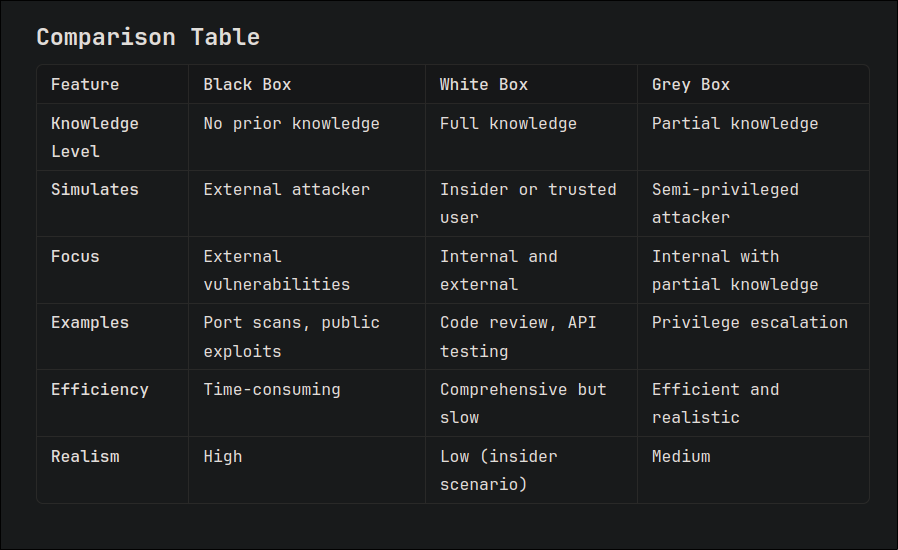 Comparison Table
Feature Black Box White Box Grey Box
Knowledge No prior knowledge Full knowledge Partial knowledge
Level
Simulates External attacker Insider or trusted Semi-privileged
user attacker
Focus External Internal and Internal with
vulnerabilities external partial knowledge
Examples Port scans, public Code review, API Privilege escalation
exploits testing
Efficiency Time-consuming Comprehensive but Efficient and
slow realistic
Realism High Low (insider Medium
scenario)